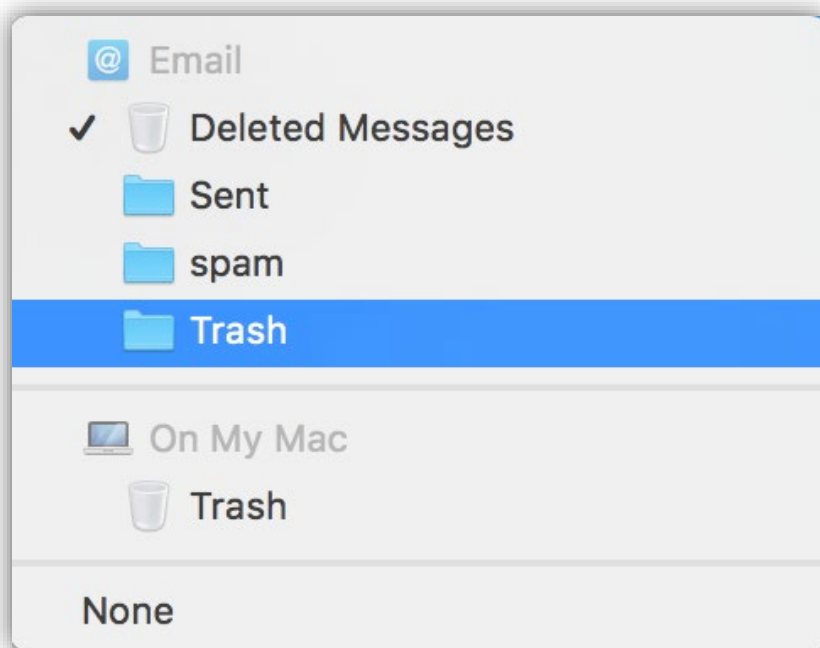 Email
Deleted Messages
Sent
spam
Trash
On My Mac
Trash
None